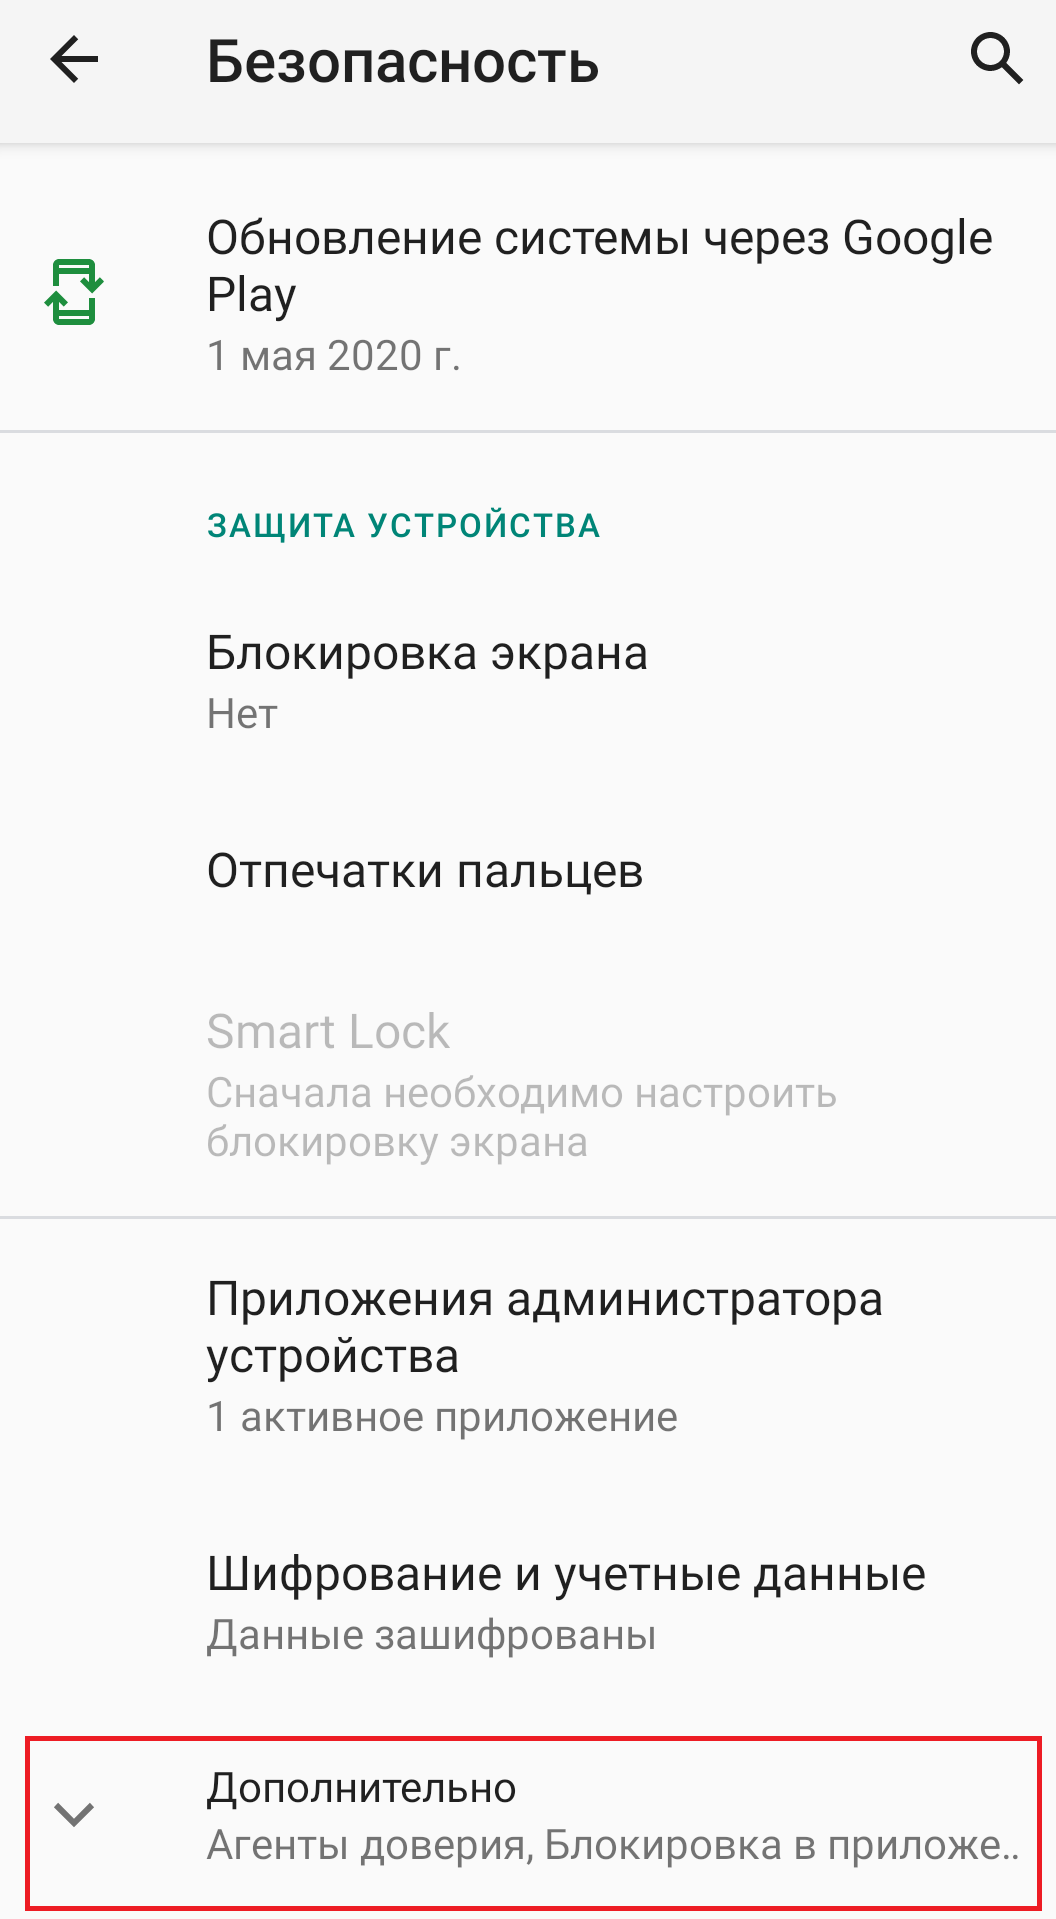 Безопасность
Обновление системы через Google
Play
1 мая 2020 г.
ЗАЩИТА УСТРОЙСТВА
Блокировка экрана
Нет
Отпечатки пальцев
Smart Lock
Сначала необходимо настроить
блокировку экрана
Приложения администратора
устройства
1 активное приложение
Шифрование и учетные данные
Данные зашифрованы
Дополнительно
Агенты доверия, Блокировка в приложе..